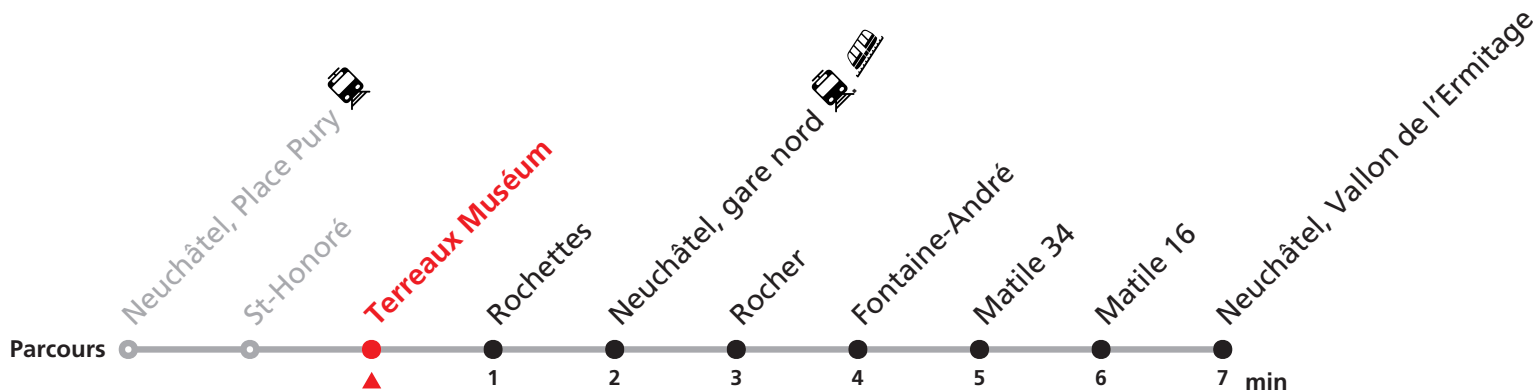 Neuchâtel, Place Pury
St-Honoré
Terreaux Muséum
Rochettes
Neuchâtel, gare nord
Rocher
Fontaine-André
Matile 34
Matile 16
Neuchâtel, Vallon de l'Ermitage
Parcours
1 2 3 4 5 6 7 min